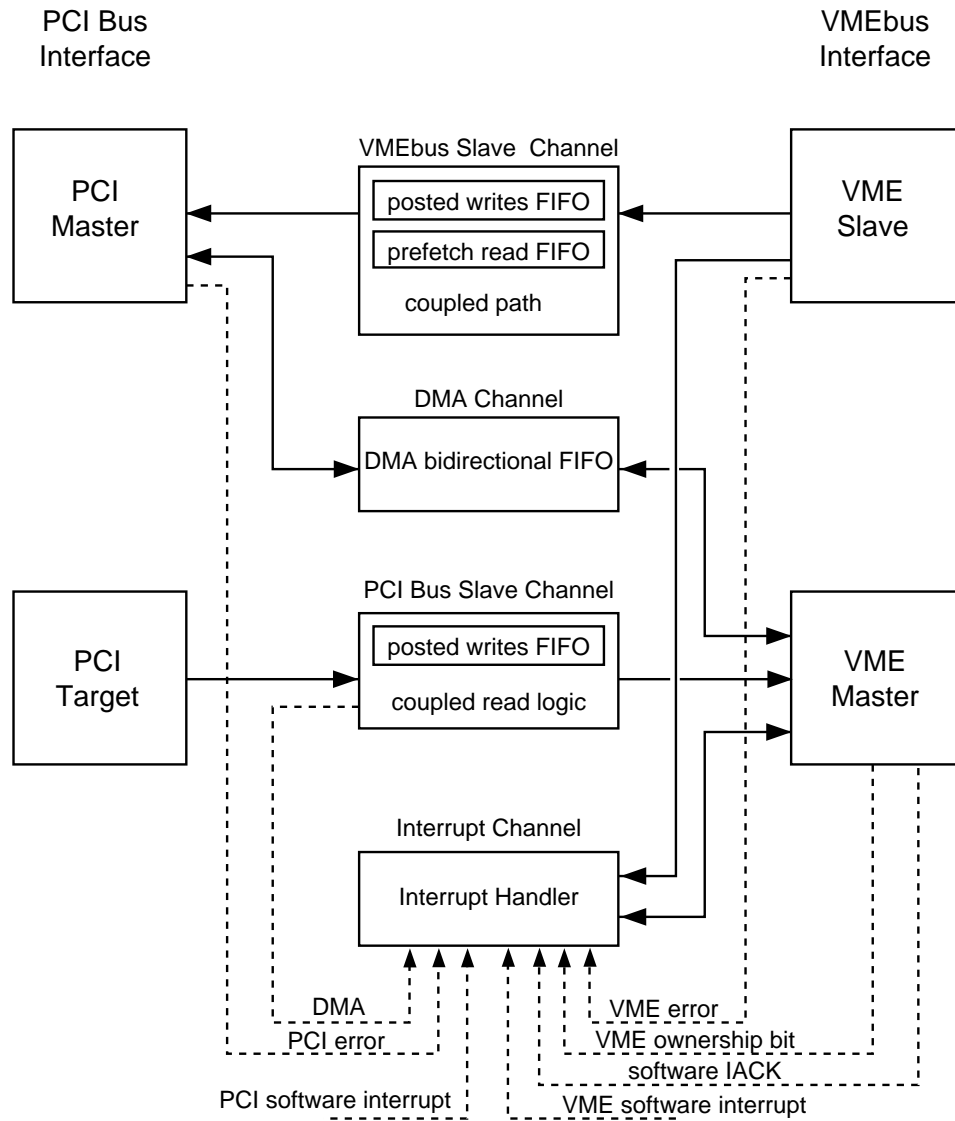 PCI Bus
Interface
VMEbus
Interface
PCI
Master
VMEbus Slave Channel
posted writes FIFO
prefetch read FIFO
coupled path
VME
Slave
DMA Channel
DMA bidirectional FIFO
PCI
Target
PCI Bus Slave Channel
posted writes FIFO
coupled read logic
VME
Master
Interrupt Channel
Interrupt Handler
DMA
PCI error
PCI software interrupt
VME error
VME ownership bit
software IACK
VME software interrupt